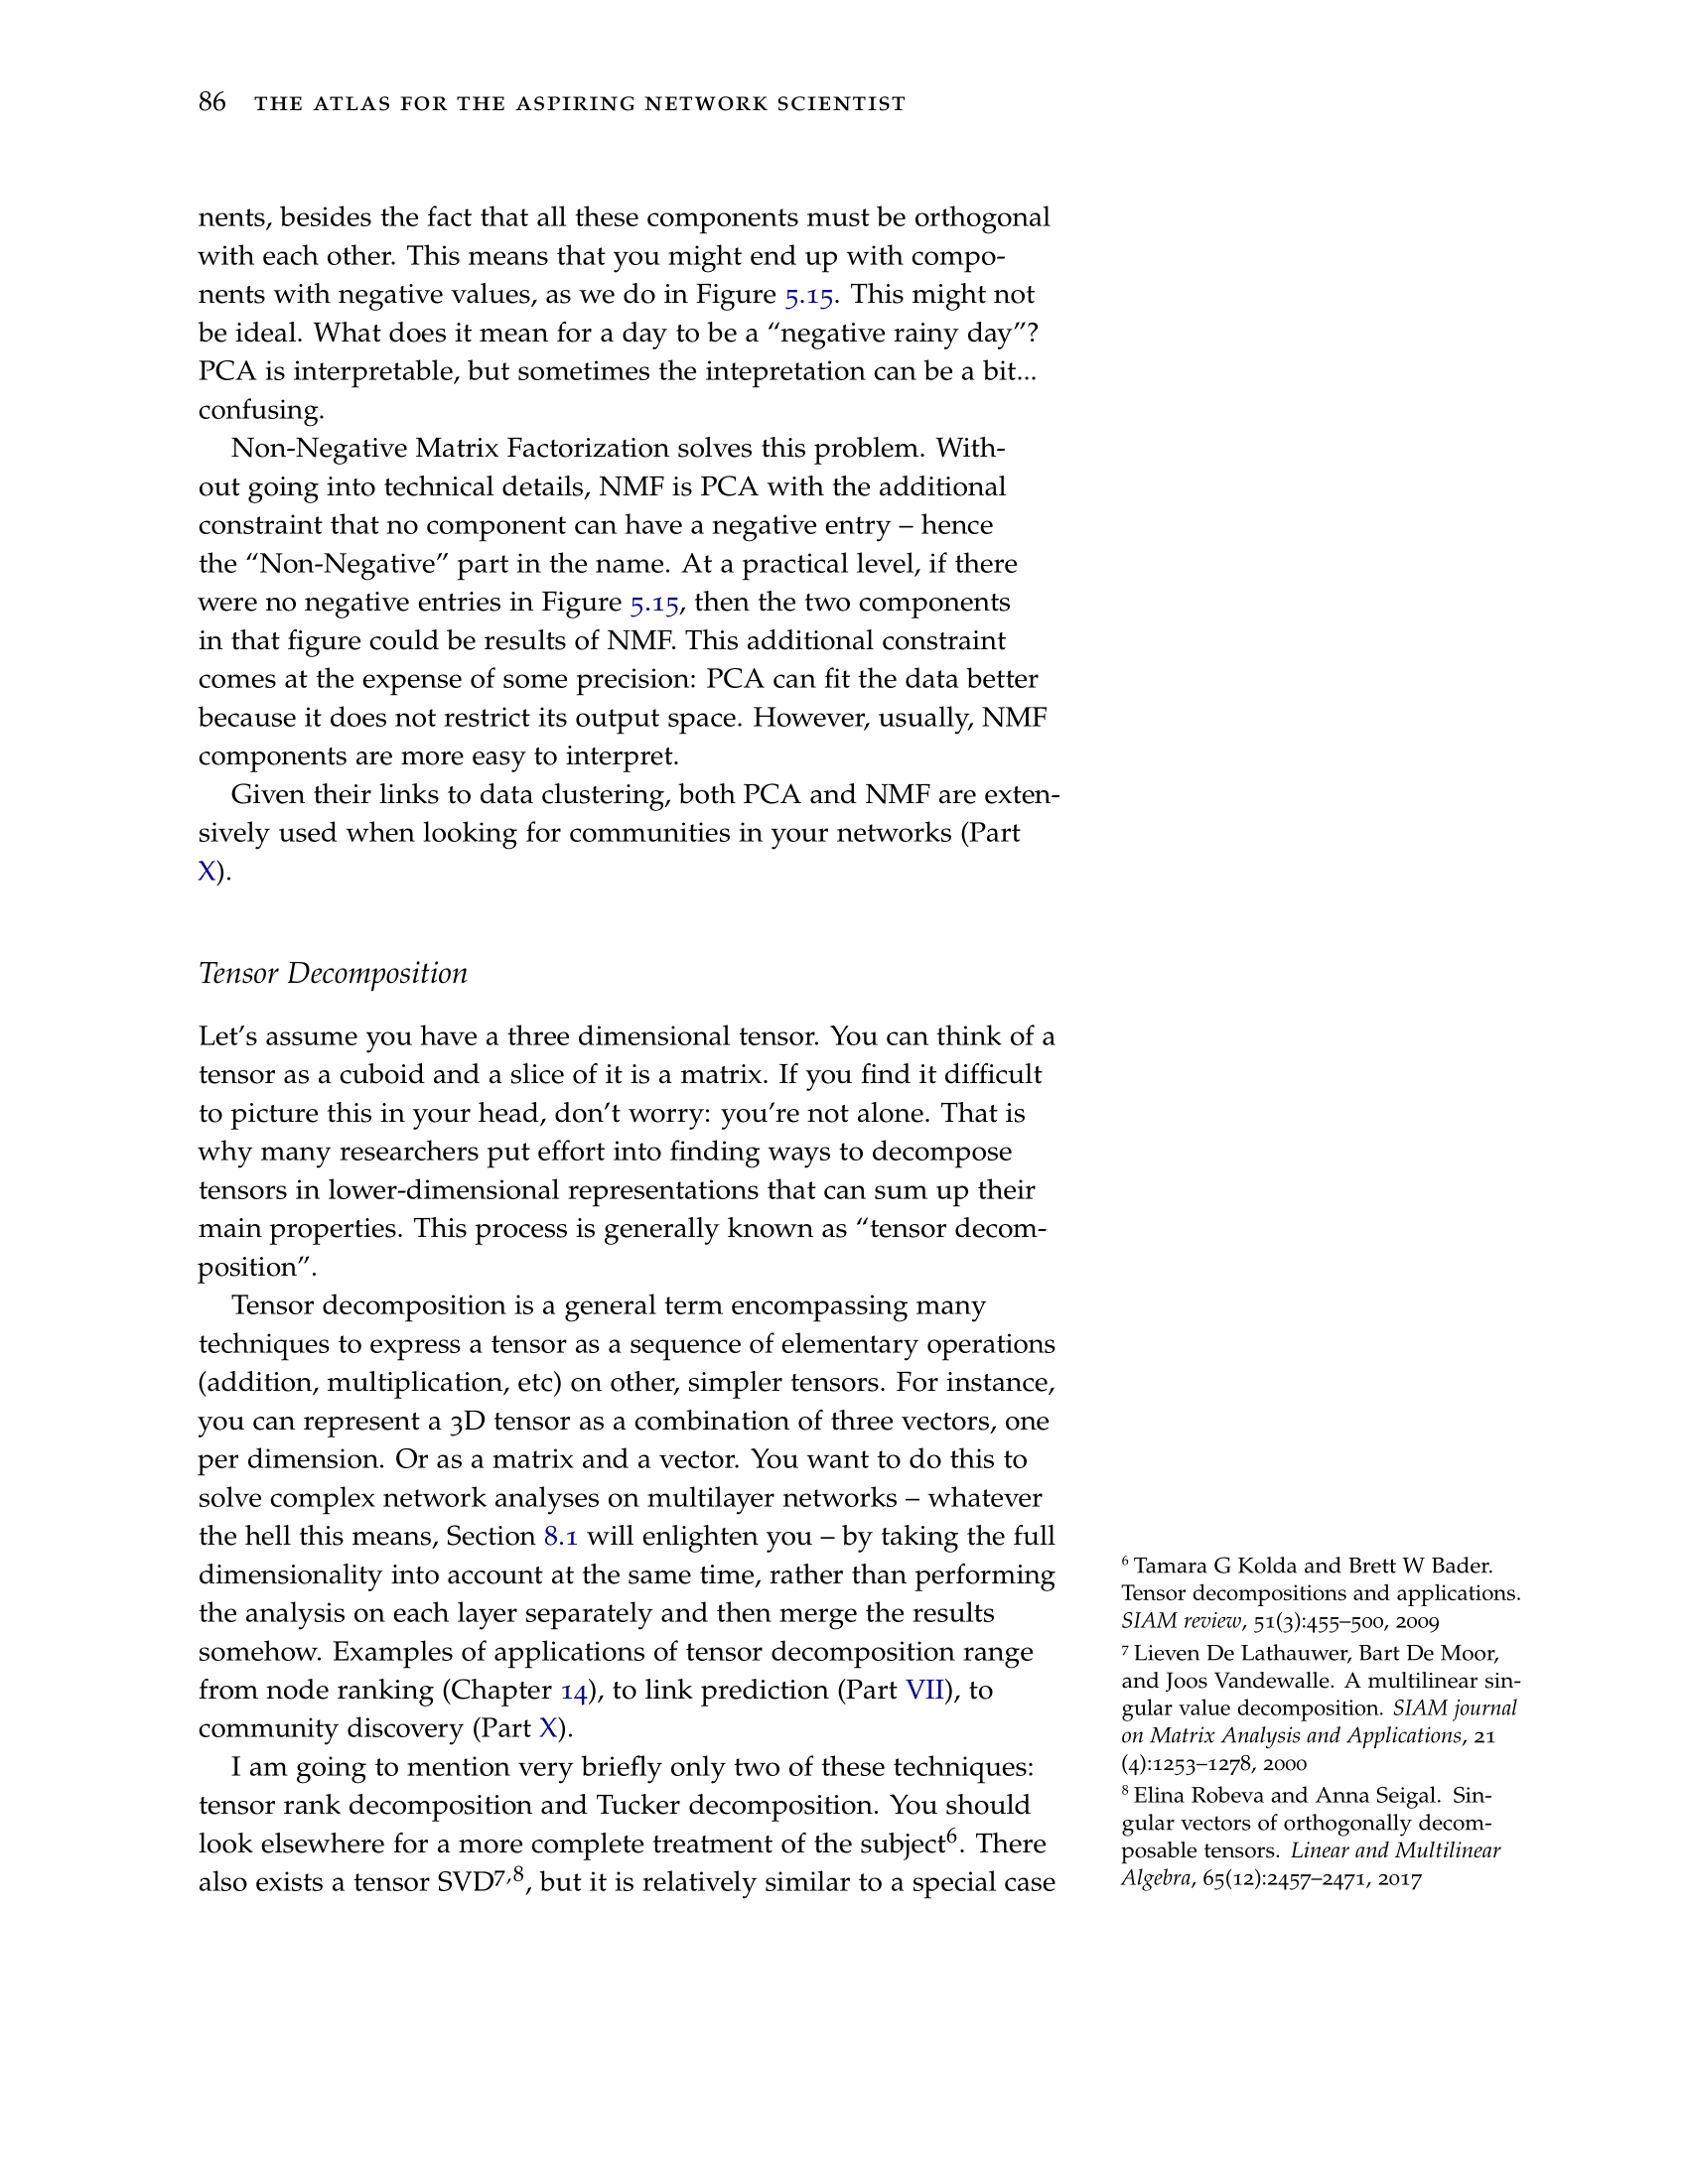 86 THE ATLAS FOR THE ASPIRING NETWORK SCIENTIST
nents, besides the fact that all these components must be orthogonal
with each other. This means that you might end up with compo-
nents with negative values, as we do in Figure 5.15. This might not
be ideal. What does it mean for a day to be a “negative rainy day”?
PCA is interpretable, but sometimes the intepretation can be a bit...
confusing.
Non-Negative Matrix Factorization solves this problem. With-
out going into technical details, NMF is PCA with the additional
constraint that no component can have a negative entry – hence
the “Non-Negative” part in the name. At a practical level, if there
were no negative entries in Figure 5.15, then the two components
in that figure could be results of NMF. This additional constraint
comes at the expense of some precision: PCA can fit the data better
because it does not restrict its output space. However, usually, NMF
components are more easy to interpret.
Given their links to data clustering, both PCA and NMF are exten-
sively used when looking for communities in your networks (Part
X).
Tensor Decomposition
Let’s assume you have a three dimensional tensor. You can think of a
tensor as a cuboid and a slice of it is a matrix. If you find it difficult
to picture this in your head, don’t worry: you’re not alone. That is
why many researchers put effort into finding ways to decompose
tensors in lower-dimensional representations that can sum up their
main properties. This process is generally known as “tensor decom-
position”.
Tensor decomposition is a general term encompassing many
techniques to express a tensor as a sequence of elementary operations
(addition, multiplication, etc) on other, simpler tensors. For instance,
you can represent a 3D tensor as a combination of three vectors, one
per dimension. Or as a matrix and a vector. You want to do this to
solve complex network analyses on multilayer networks – whatever
the hell this means, Section 8.1 will enlighten you – by taking the full
dimensionality into account at the same time, rather than performing
the analysis on each layer separately and then merge the results
somehow. Examples of applications of tensor decomposition range
from node ranking (Chapter 14), to link prediction (Part VII), to
community discovery (Part X).
I am going to mention very briefly only two of these techniques:
tensor rank decomposition and Tucker decomposition. You should
look elsewhere for a more complete treatment of the subject6. There
also exists a tensor SVD7,8, but it is relatively similar to a special case
6 Tamara G Kolda and Brett W Bader.
Tensor decompositions and applications.
SIAM review, 51(3):455–500, 2009
7 Lieven De Lathauwer, Bart De Moor,
and Joos Vandewalle. A multilinear sin-
gular value decomposition. SIAM journal
on Matrix Analysis and Applications, 21
(4):1253–1278, 2000
8 Elina Robeva and Anna Seigal. Sin-
gular vectors of orthogonally decom-
posable tensors. Linear and Multilinear
Algebra, 65(12):2457–2471, 2017